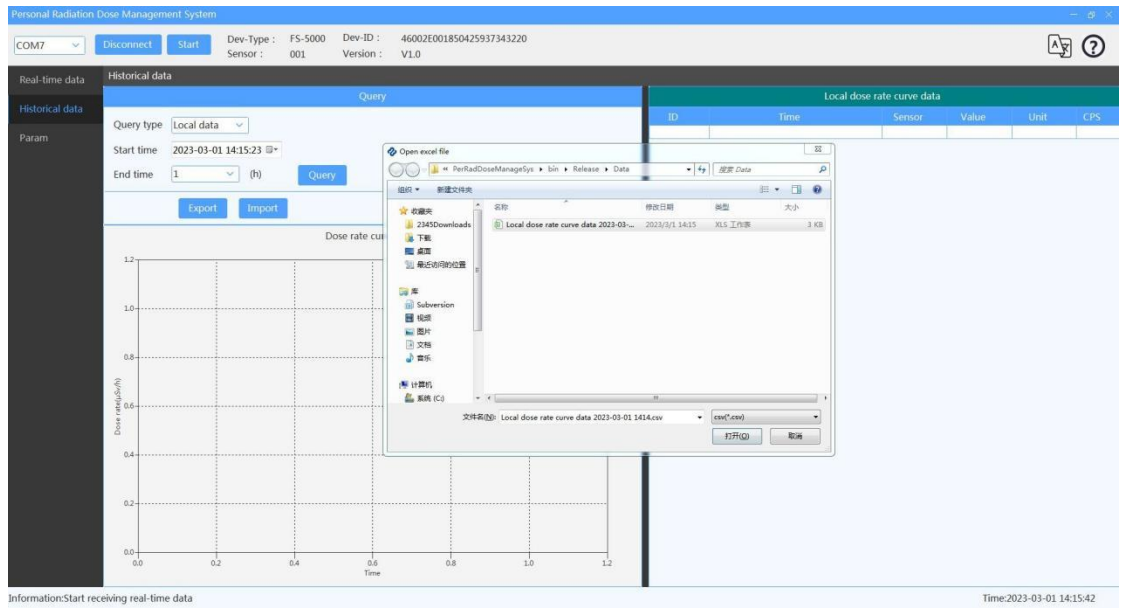 Personal Radiation Dose Management System
COM7 Disconnect Start Dev-Type : FS-5000 Dev-ID : 46002E001850425937343220
Sensor : 001 Version : V1.0
Real-time data
Historical data
Param
Historical data
Query
Query type Local data
Start time 2023-03-01 14:15:23
End time 1 (h) Query
Export Import
Dose rate cu
1.2
1.0
0.8
0.6
0.4
0.2
0.0
Dose rate(μSv/h)
0.0 0.2 0.4 0.6 0.8 1.0 1.2
Time
Local dose rate curve data
ID Time Sensor Value Unit CPS
Open excel file
« PerRadDoseManageSys ▸ bin ▸ Release ▸ Data 搜索 Data
组织 新建文件夹
收藏夹
2345Downloads
下载
桌面
最近访问的位置
库
Subversion
视频
图片
文档
音乐
计算机
系统 (C:)
名称 修改日期 类型 大小
Local dose rate curve data 2023-03-... 2023/3/1 14:15 XLS 工作表 3 KB
文件名(N): Local dose rate curve data 2023-03-01 1414.csv csv(*.csv)
打开(O) 取消
Information:Start receiving real-time data Time:2023-03-01 14:15:42